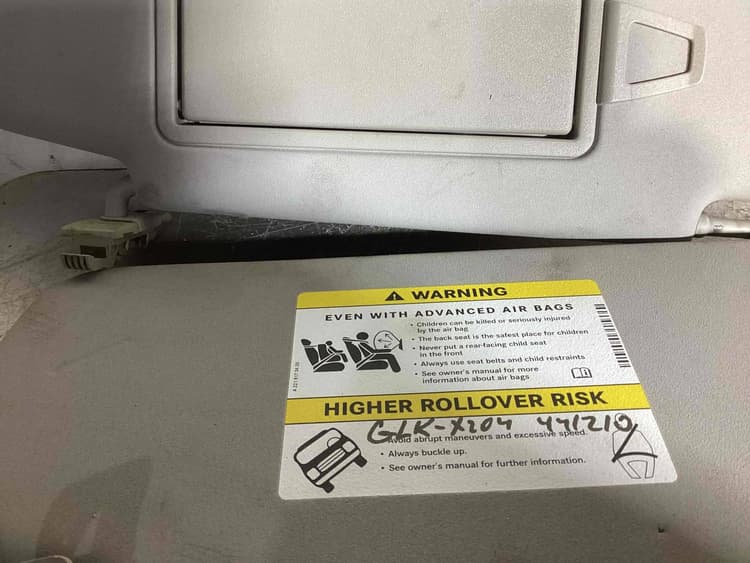 WARNING
EVEN WITH ADVANCED AIR BAGS
• Children can be killed or seriously injured
by the air bag
• The back seat is the safest place for children
• Never put a rear-facing child seat
in the front
• Always use seat belts and child restraints
• See owner's manual for more
information about air bags
HIGHER ROLLOVER RISK
GLK-X204 441210
Avoid abrupt maneuvers and excessive speed.
• Always buckle up.
• See owner's manual for further information.